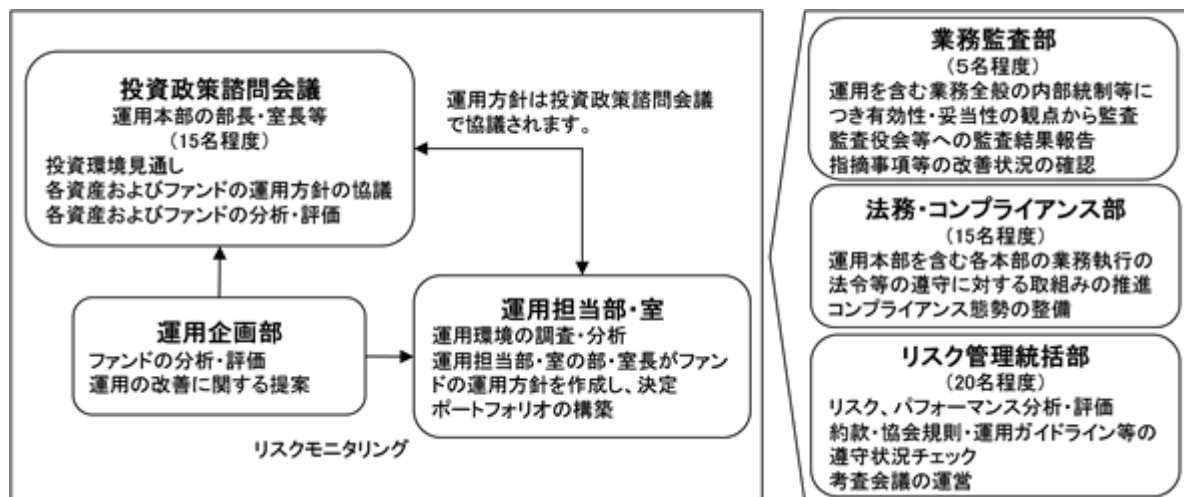 投資政策諮問会議
運用本部の部長・室長等
(15名程度)
投資環境見通し
各資産およびファンドの運用方針の協議
各資産およびファンドの分析・評価
運用方針は投資政策諮問会議
で協議されます。
運用企画部
ファンドの分析・評価
運用の改善に関する提案
運用担当部・室
運用環境の調査・分析
運用担当部・室の部・室長がファン
ドの運用方針を作成し、決定
ポートフォリオの構築
リスクモニタリング
業務監査部
(5名程度)
運用を含む業務全般の内部統制等に
つき有効性・妥当性の観点から監査
監査役会等への監査結果報告
指摘事項等の改善状況の確認
法務・コンプライアンス部
(15名程度)
運用本部を含む各本部の業務執行の
法令等の遵守に対する取組みの推進
コンプライアンス態勢の整備
リスク管理統括部
(20名程度)
リスク、パフォーマンス分析・評価
約款・協会規則・運用ガイドライン等の
遵守状況チェック
考査会議の運営